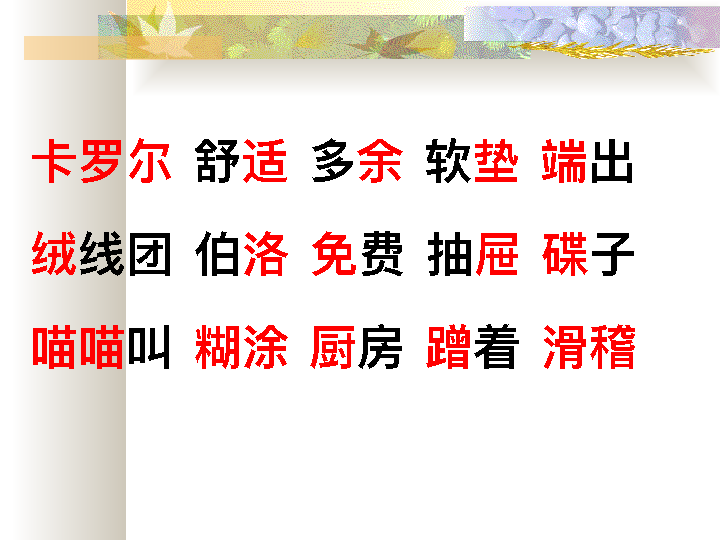 卡罗尔 舒适 多余 软垫 端出
绒线团 伯洛 免费 抽屉 碟子
喵喵叫 糊涂 厨房 蹭着 滑稽